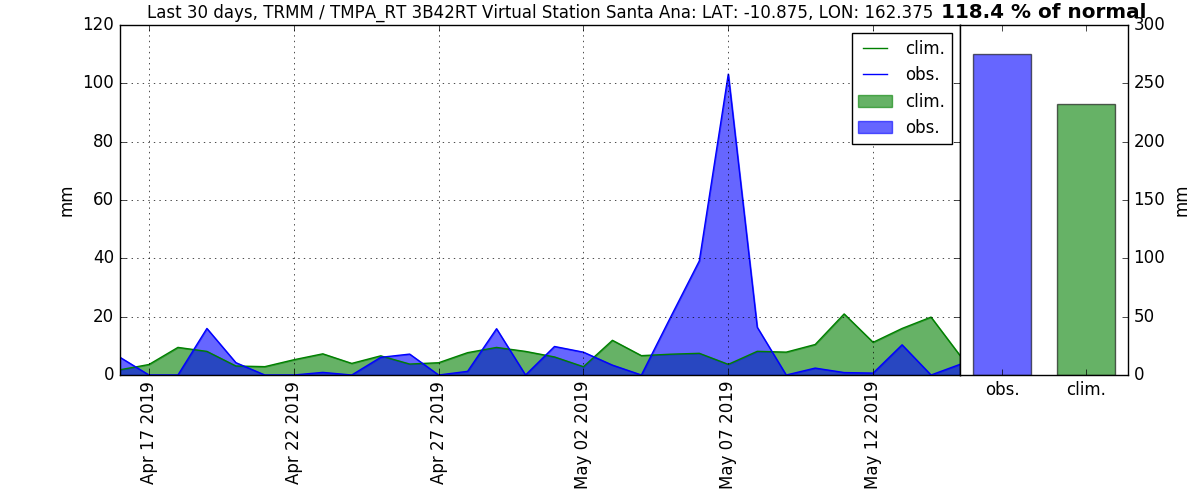 Last 30 days, TRMM / TMPA_RT 3B42RT Virtual Station Santa Ana: LAT: -10.875, LON: 162.375 118.4 % of normal
120
100
80
60
40
20
0
mm
clim.
obs.
clim.
obs.
300
250
200
150
100
50
0
mm
Apr 17 2019
Apr 22 2019
Apr 27 2019
May 02 2019
May 07 2019
May 12 2019
obs. clim.